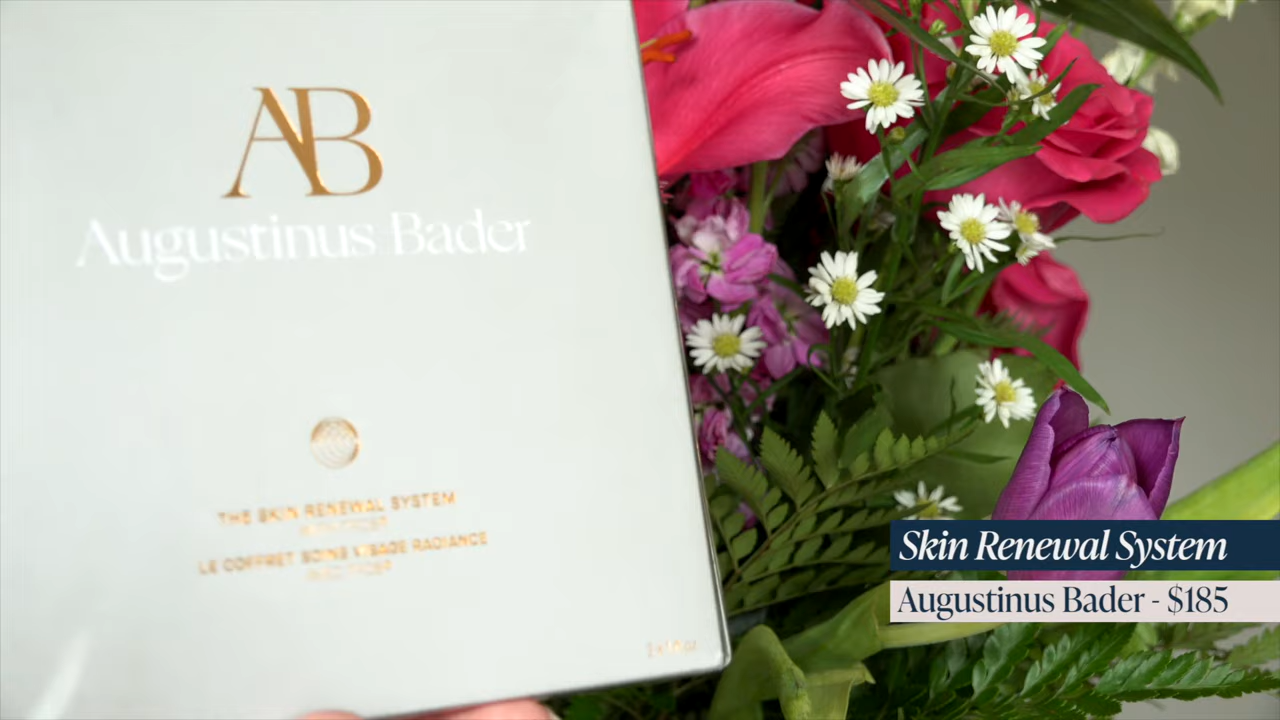 AB
Augustinus Bader
THE SKIN RENEWAL SYSTEM
LE COFFRET SOINS VISAGE RADIANCE
Skin Renewal System
Augustinus Bader - $185